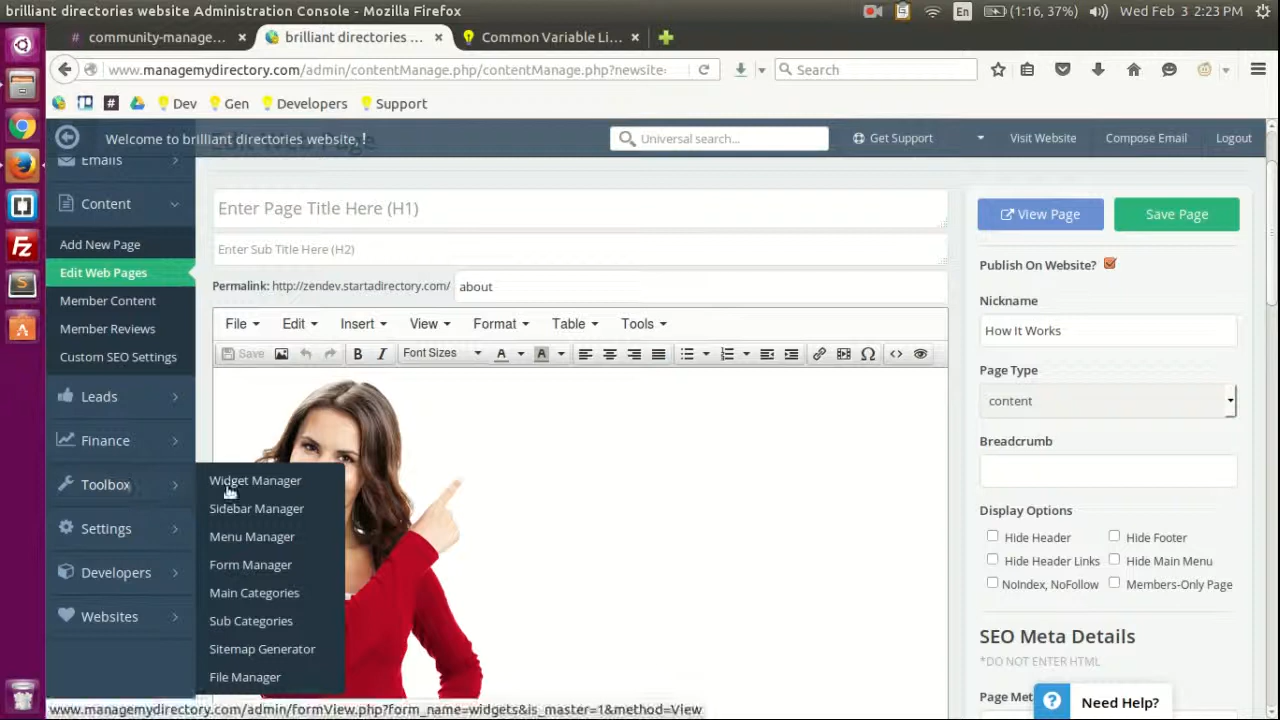 brilliant directories website Administration Console - Mozilla Firefox
En (1:16, 37%) Wed Feb 3 2:23 PM
# community-manage... × brilliant directories ... × Common Variable Li... ×
www.managemydirectory.com/admin/contentManage.php/contentManage.php?newsite
Search
Dev Gen Developers Support
Welcome to brilliant directories website, !
Universal search...
Get Support Visit Website Compose Email Logout
Emails
Content
Add New Page
Edit Web Pages
Member Content
Member Reviews
Custom SEO Settings
Leads
Finance
Toolbox
Settings
Developers
Websites
Widget Manager
Sidebar Manager
Menu Manager
Form Manager
Main Categories
Sub Categories
Sitemap Generator
File Manager
Enter Page Title Here (H1)
Enter Sub Title Here (H2)
Permalink: http://zendev.startadirectory.com/ about
File Edit Insert View Format Table Tools
Save B I Font Sizes A A
View Page Save Page
Publish On Website?
Nickname
How It Works
Page Type
content
Breadcrumb
Display Options
Hide Header Hide Footer
Hide Header Links Hide Main Menu
NoIndex, NoFollow Members-Only Page
SEO Meta Details
*DO NOT ENTER HTML
Page Met
Need Help?
www.managemydirectory.com/admin/formView.php?form_name=widgets&is_master=1&method=View